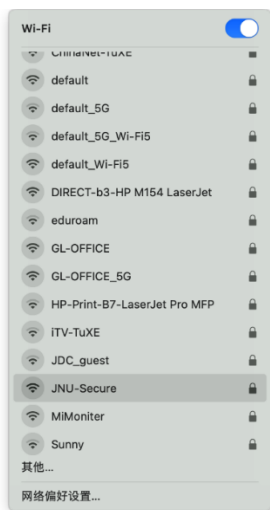 Wi-Fi
ChinaNet-TuXE
default
default_5G
default_5G_Wi-Fi5
default_Wi-Fi5
DIRECT-b3-HP M154 LaserJet
eduroam
GL-OFFICE
GL-OFFICE_5G
HP-Print-B7-LaserJet Pro MFP
iTV-TuXE
JDC_guest
JNU-Secure
MiMoniter
Sunny
其他...
网络偏好设置...